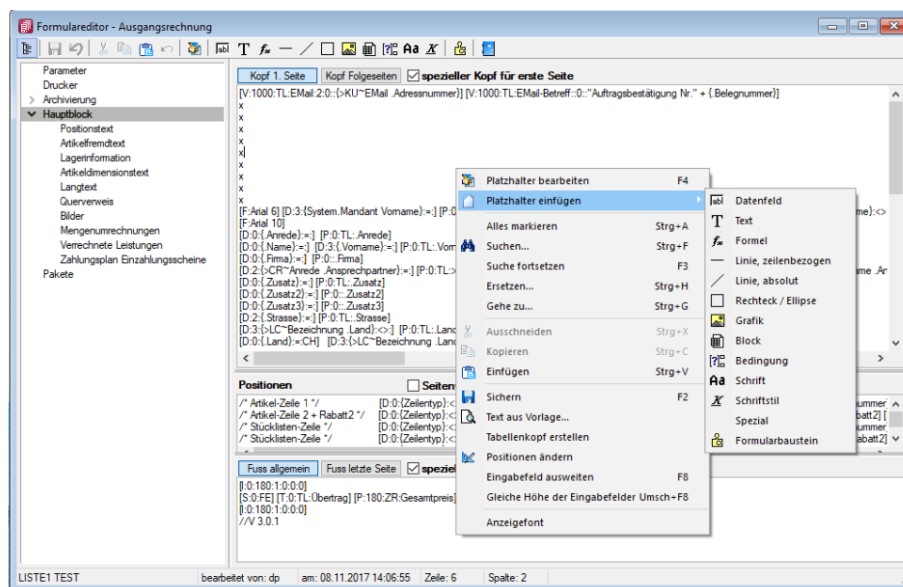 Formulareditor - Ausgangsrechnung
Parameter
Drucker
Archivierung
Hauptblock
Positionstext
Artikelfremdtext
Lagerinformation
Artikeldimensionstext
Langtext
Querverweis
Bilder
Mengenumrechnungen
Verrechnete Leistungen
Zahlungsplan Einzahlungsscheine
Pakete
Kopf 1. Seite Kopf Folgeseiten spezieller Kopf für erste Seite
[V:1000:TL:EMail:2:0::{>KU~EMail .Adressnummer}] [V:1000:TL:EMail-Betreff::0::"Auftragsbestätigung Nr." + {.Belegnummer}]
x
x
x
x
x
x
x
x
x
[F:Arial 6] [D:3:{System.Mandant Vorname}:=:] [P:0 me}:<>
[F:Arial 10]
[D:0:{.Anrede}:=:] [P:0:TL:.Anrede]
[D:0:{.Name}:=:] [D:3:{.Vorname}:=:] [P:0:TL:.Vorn
[D:0:{.Firma}:=:] [P:0::.Firma]
[D:2:{>CR~Anrede .Ansprechpartner}:=:] [P:0:TL:> me .Ar
[D:0:{.Zusatz}:=:] [P:0:TL:.Zusatz]
[D:0:{.Zusatz2}:=:] [P:0::.Zusatz2]
[D:0:{.Zusatz3}:=:] [P:0::.Zusatz3]
[D:2:{.Strasse}:=:] [P:0:TL:.Strasse]
[D:3:{>LC~Bezeichnung .Land}:<>:] [P:0:TL:.Land
[D:0:{.Land}:=:CH] [D:3:{>LC~Bezeichnung .Land
Platzhalter bearbeiten F4
Platzhalter einfügen
Alles markieren Strg+A
Suchen... Strg+F
Suche fortsetzen F3
Ersetzen... Strg+H
Gehe zu... Strg+G
Ausschneiden Strg+X
Kopieren Strg+C
Einfügen Strg+V
Sichern F2
Text aus Vorlage...
Tabellenkopf erstellen
Positionen ändern
Eingabefeld ausweiten F8
Gleiche Höhe der Eingabefelder Umsch+F8
Anzeigefont
Datenfeld
Text
Formel
Linie, zeilenbezogen
Linie, absolut
Rechteck / Ellipse
Grafik
Block
Bedingung
Schrift
Schriftstil
Spezial
Formularbaustein
Positionen Seiten
/* Artikel-Zeile 1 */ [D:0:{Zeilentyp}:< ummer
/* Artikel-Zeile 2 + Rabatt2 */ [D:0:{Zeilentyp}:< batt2] [
/* Stücklisten-Zeile */ [D:0:{Zeilentyp}:< ummer
/* Stücklisten-Zeile */ [D:0:{Zeilentyp}:< abatt2]
Fuss allgemein Fuss letzte Seite speziel
[l:0:180:1:0:0:0]
[S:0:FE] [T:0:TL:Übertrag] [P:180:ZR:Gesamtpreis]
[l:0:180:1:0:0:0]
//V 3.0.1
LISTE1 TEST bearbeitet von: dp am: 08.11.2017 14:06:55 Zeile: 6 Spalte: 2